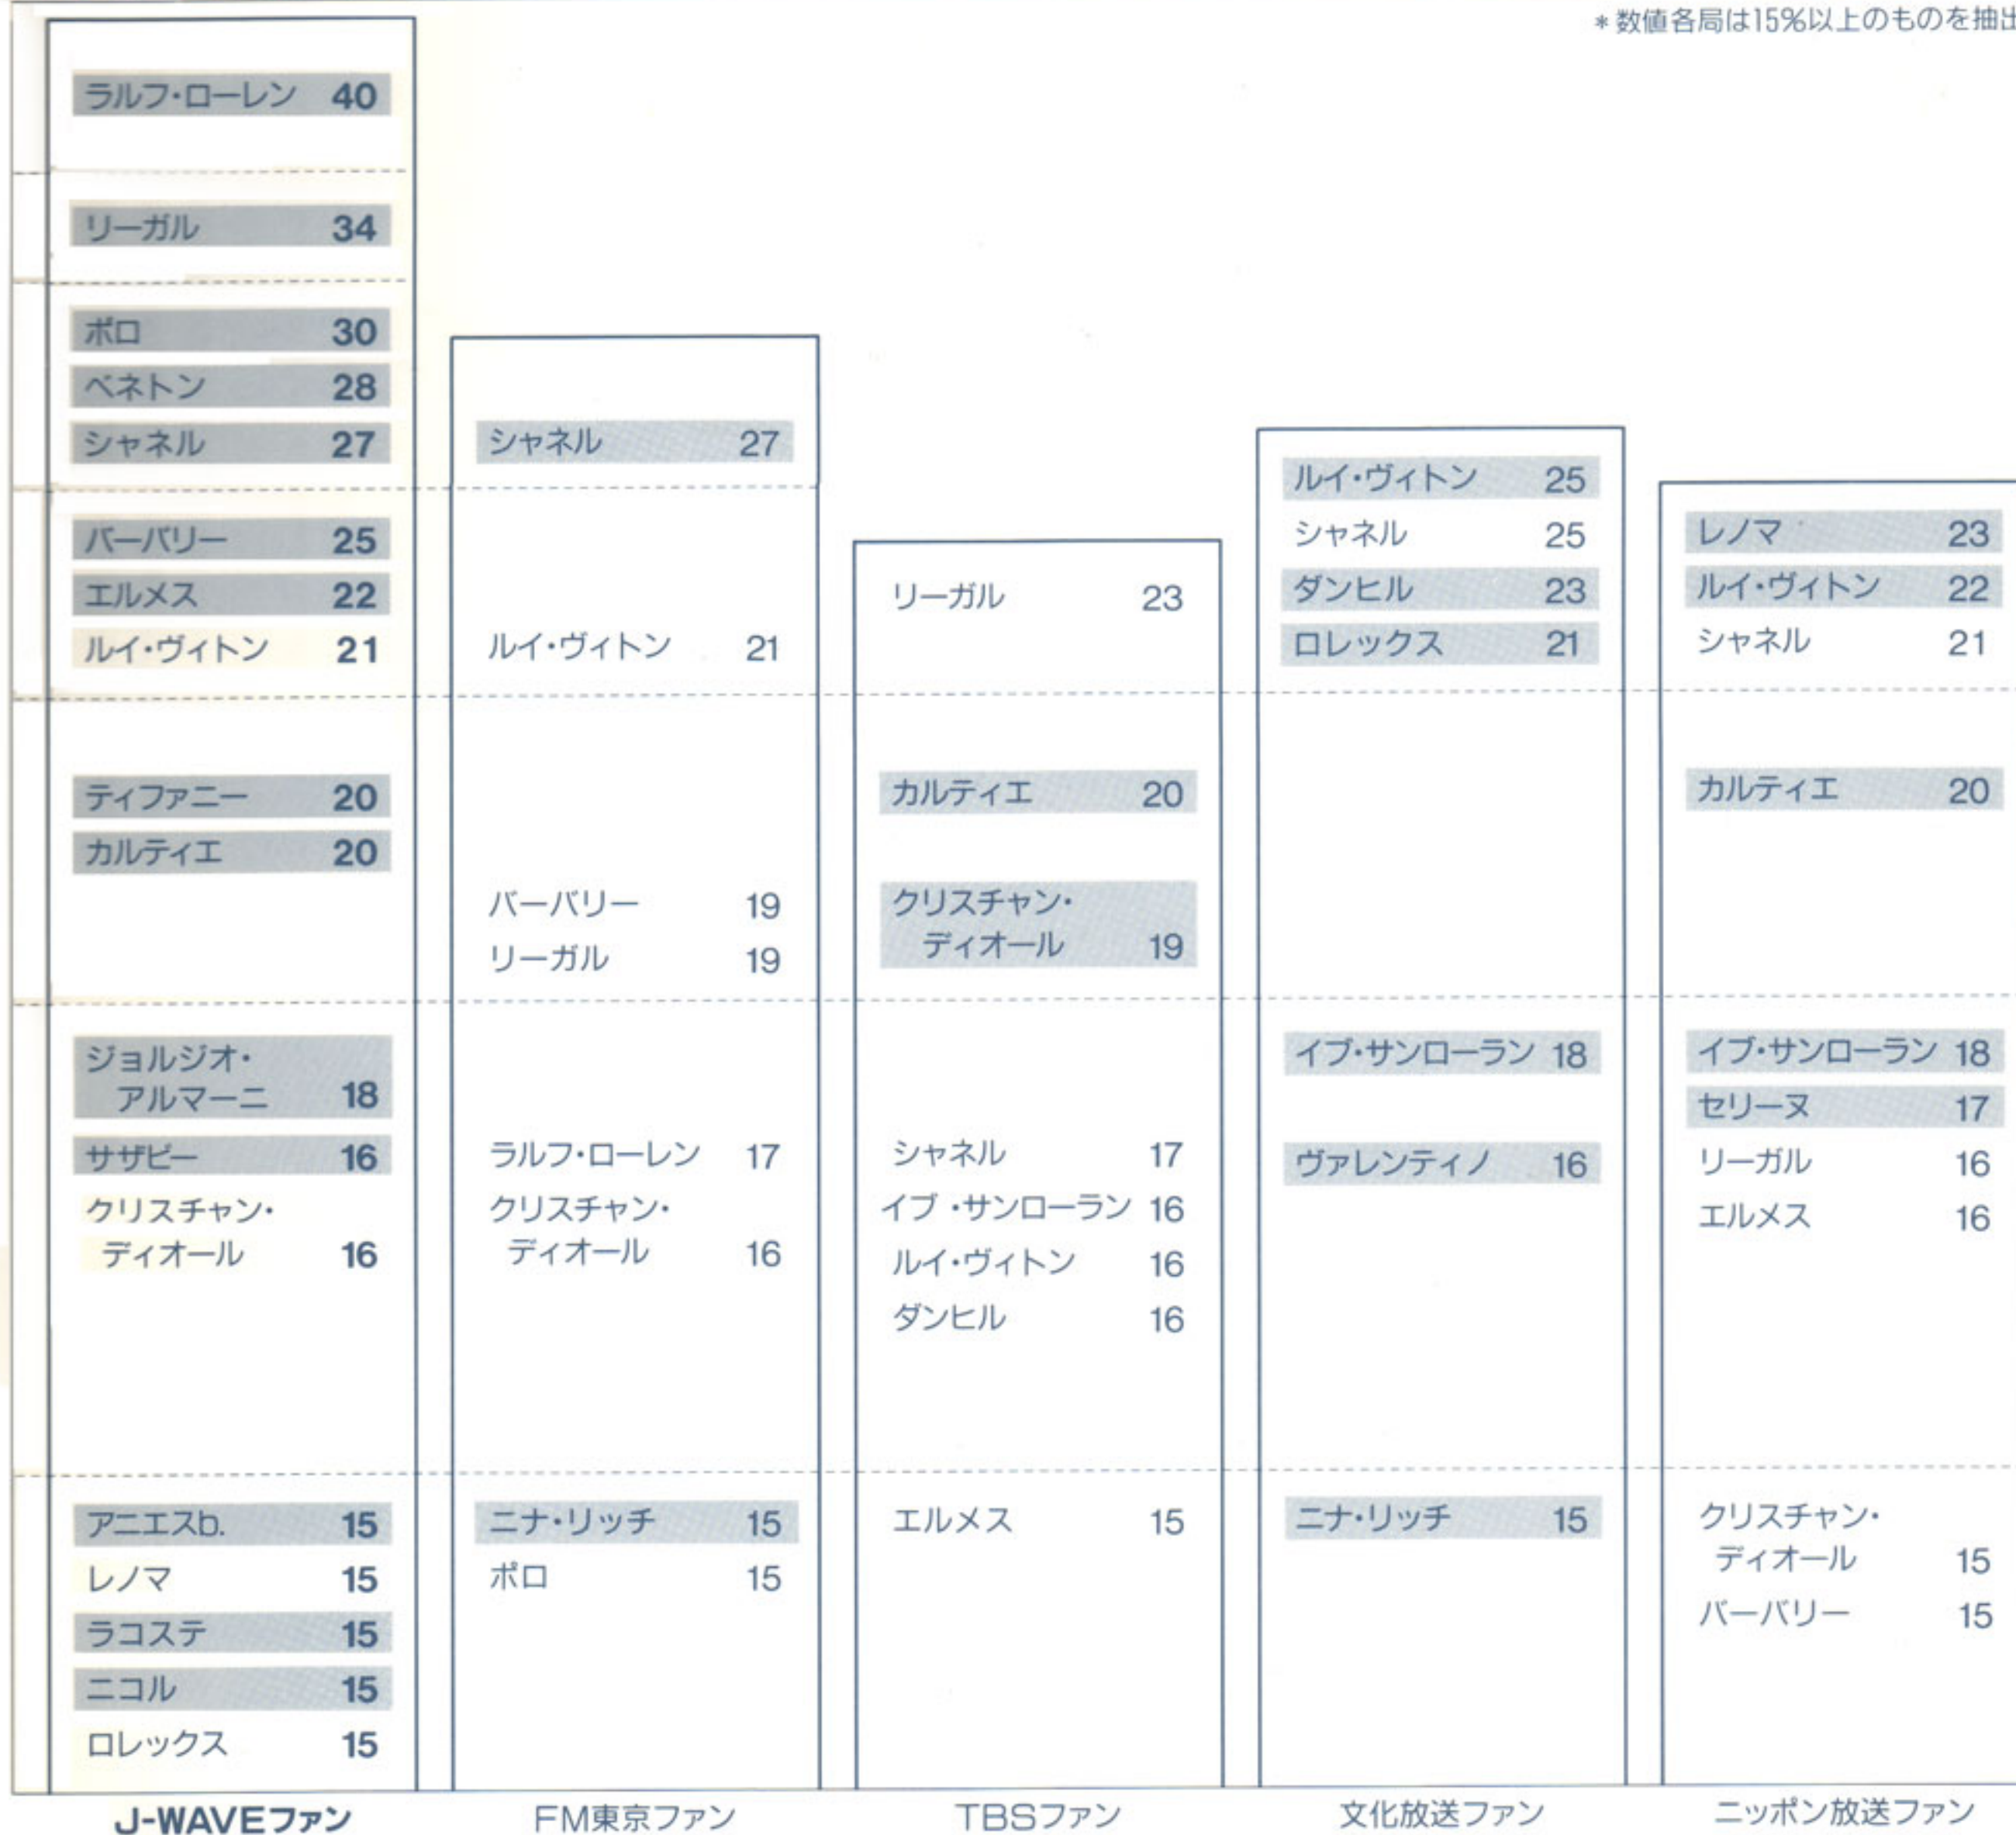 *数値各局は15%以上のものを抽出
ラルフ・ローレン 40
リーガル 34
ポロ 30
ベネトン 28
シャネル 27
バーバリー 25
エルメス 22
ルイ・ヴィトン 21
ティファニー 20
カルティエ 20
ジョルジオ・
アルマーニ 18
サザビー 16
クリスチャン・
ディオール 16
アニエスb. 15
レノマ 15
ラコステ 15
ニコル 15
ロレックス 15
J-WAVEファン
シャネル 27
ルイ・ヴィトン 21
バーバリー 19
リーガル 19
ラルフ・ローレン 17
クリスチャン・
ディオール 16
ニナ・リッチ 15
ポロ 15
FM東京ファン
リーガル 23
カルティエ 20
クリスチャン・
ディオール 19
シャネル 17
イブ・サンローラン 16
ルイ・ヴィトン 16
ダンヒル 16
エルメス 15
TBSファン
ルイ・ヴィトン 25
シャネル 25
ダンヒル 23
ロレックス 21
イブ・サンローラン 18
ヴァレンティノ 16
ニナ・リッチ 15
文化放送ファン
レノマ 23
ルイ・ヴィトン 22
シャネル 21
カルティエ 20
イブ・サンローラン 18
セリーヌ 17
リーガル 16
エルメス 16
クリスチャン・
ディオール 15
バーバリー 15
ニッポン放送ファン